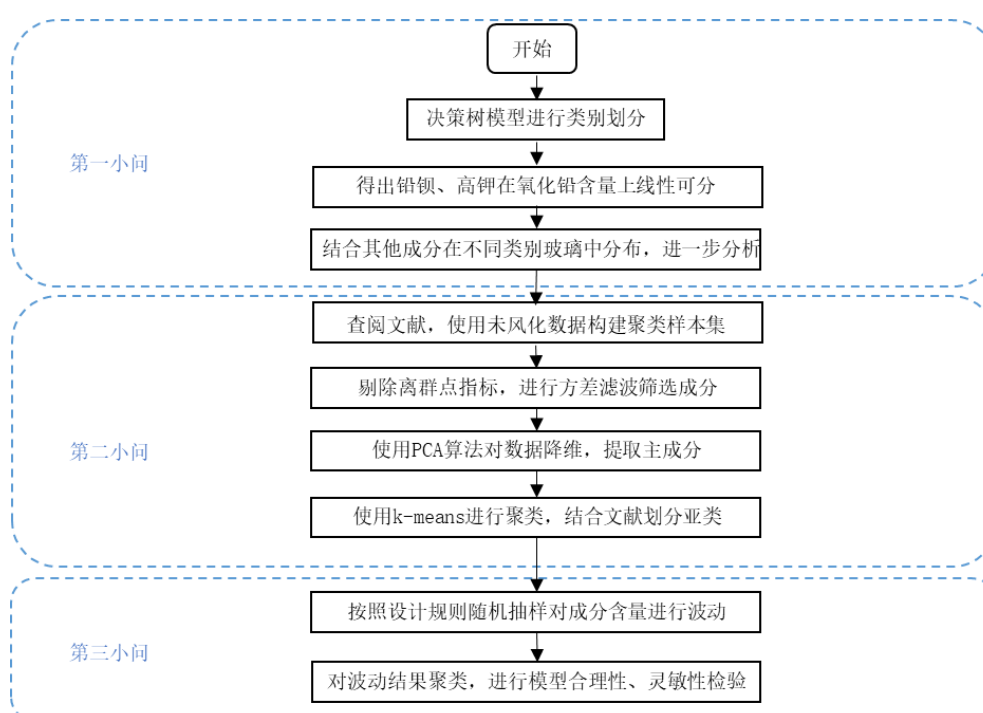 开始
决策树模型进行类别划分
第一小问
得出铅钡、高钾在氧化铅含量上线性可分
结合其他成分在不同类别玻璃中分布，进一步分析
查阅文献，使用未风化数据构建聚类样本集
剔除离群点指标，进行方差滤波筛选成分
第二小问
使用PCA算法对数据降维，提取主成分
使用k-means进行聚类，结合文献划分亚类
按照设计规则随机抽样对成分含量进行波动
第三小问
对波动结果聚类，进行模型合理性、灵敏性检验